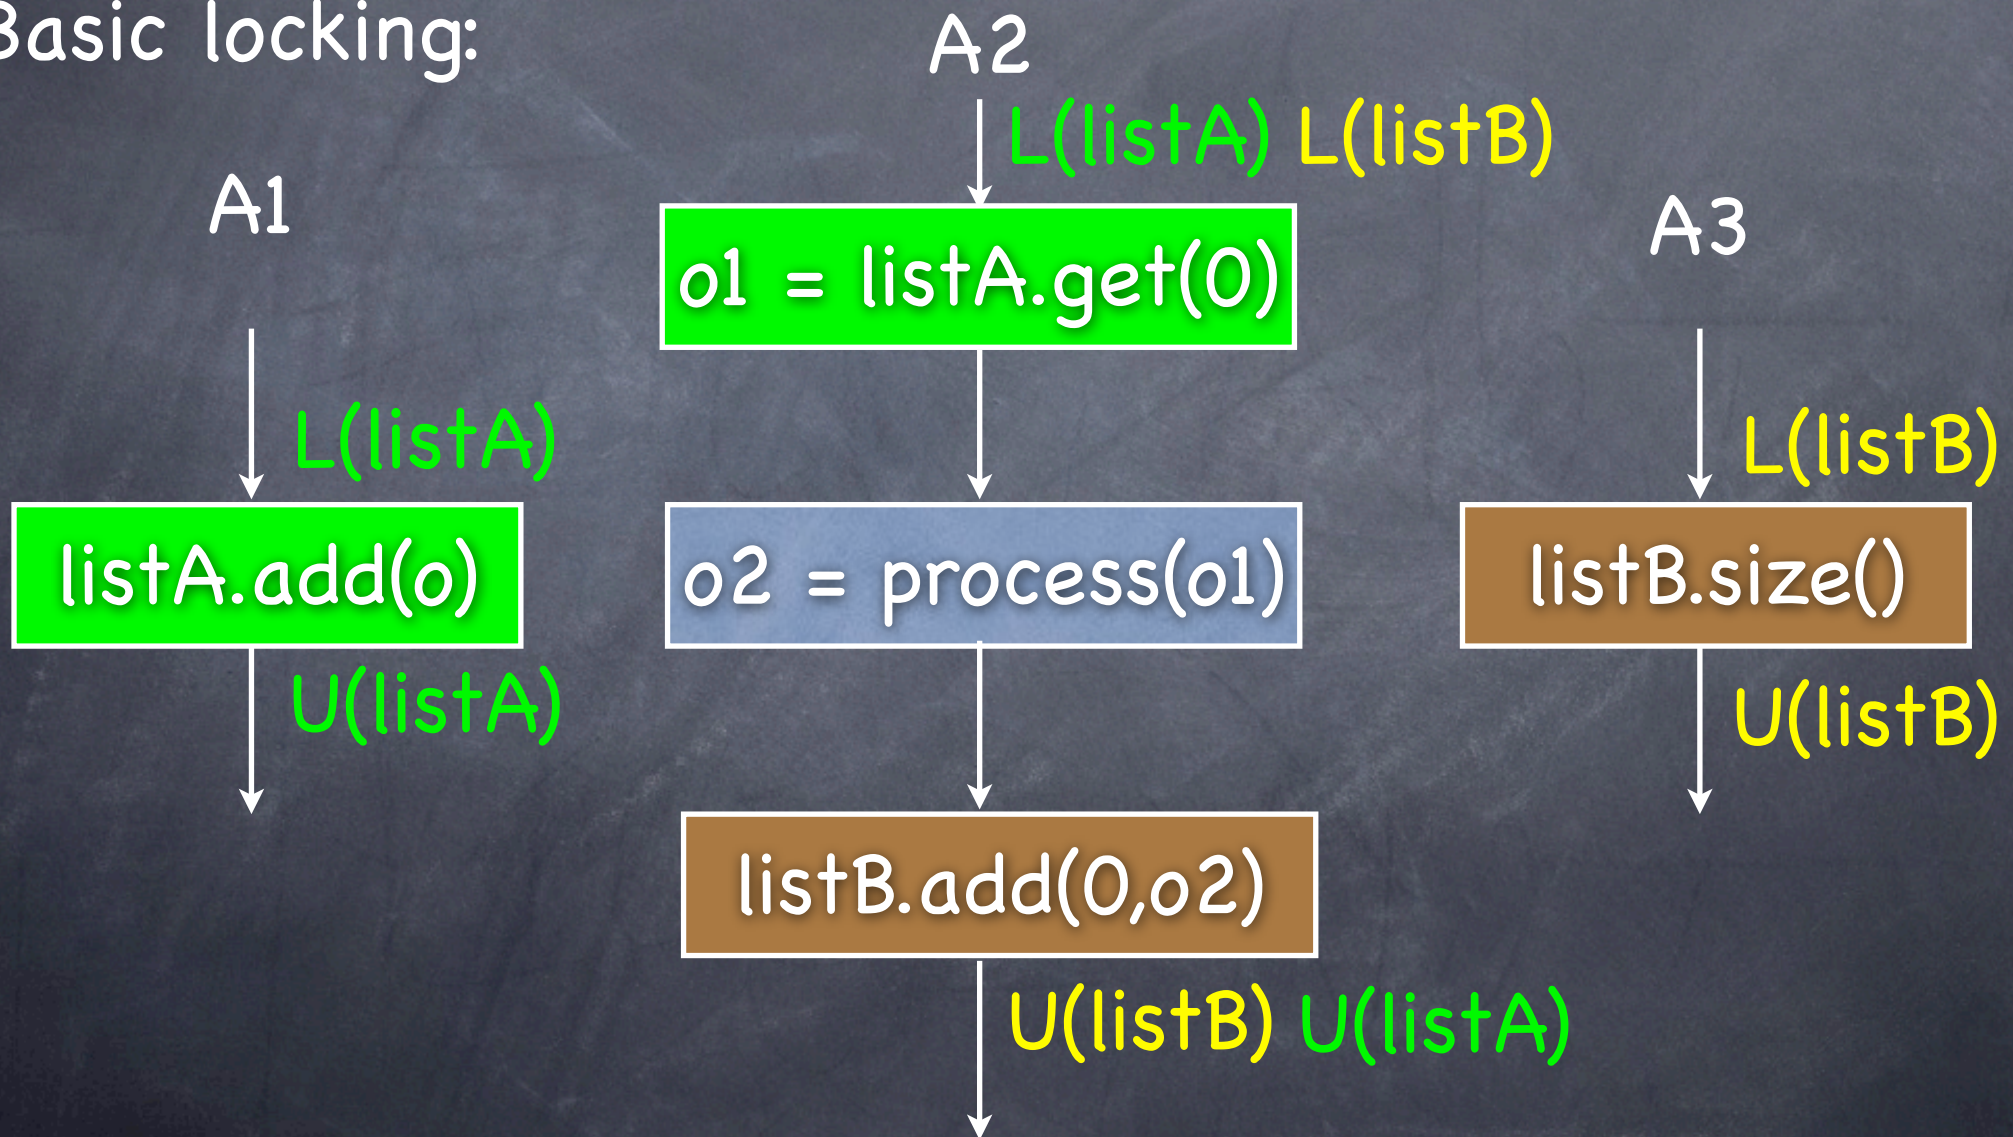 Basic locking:
A2
L(listA) L(listB)
A1
A3
o1 = listA.get(0)
L(listA)
L(listB)
listA.add(o)
o2 = process(o1)
listB.size()
U(listA)
U(listB)
listB.add(0,o2)
U(listB) U(listA)